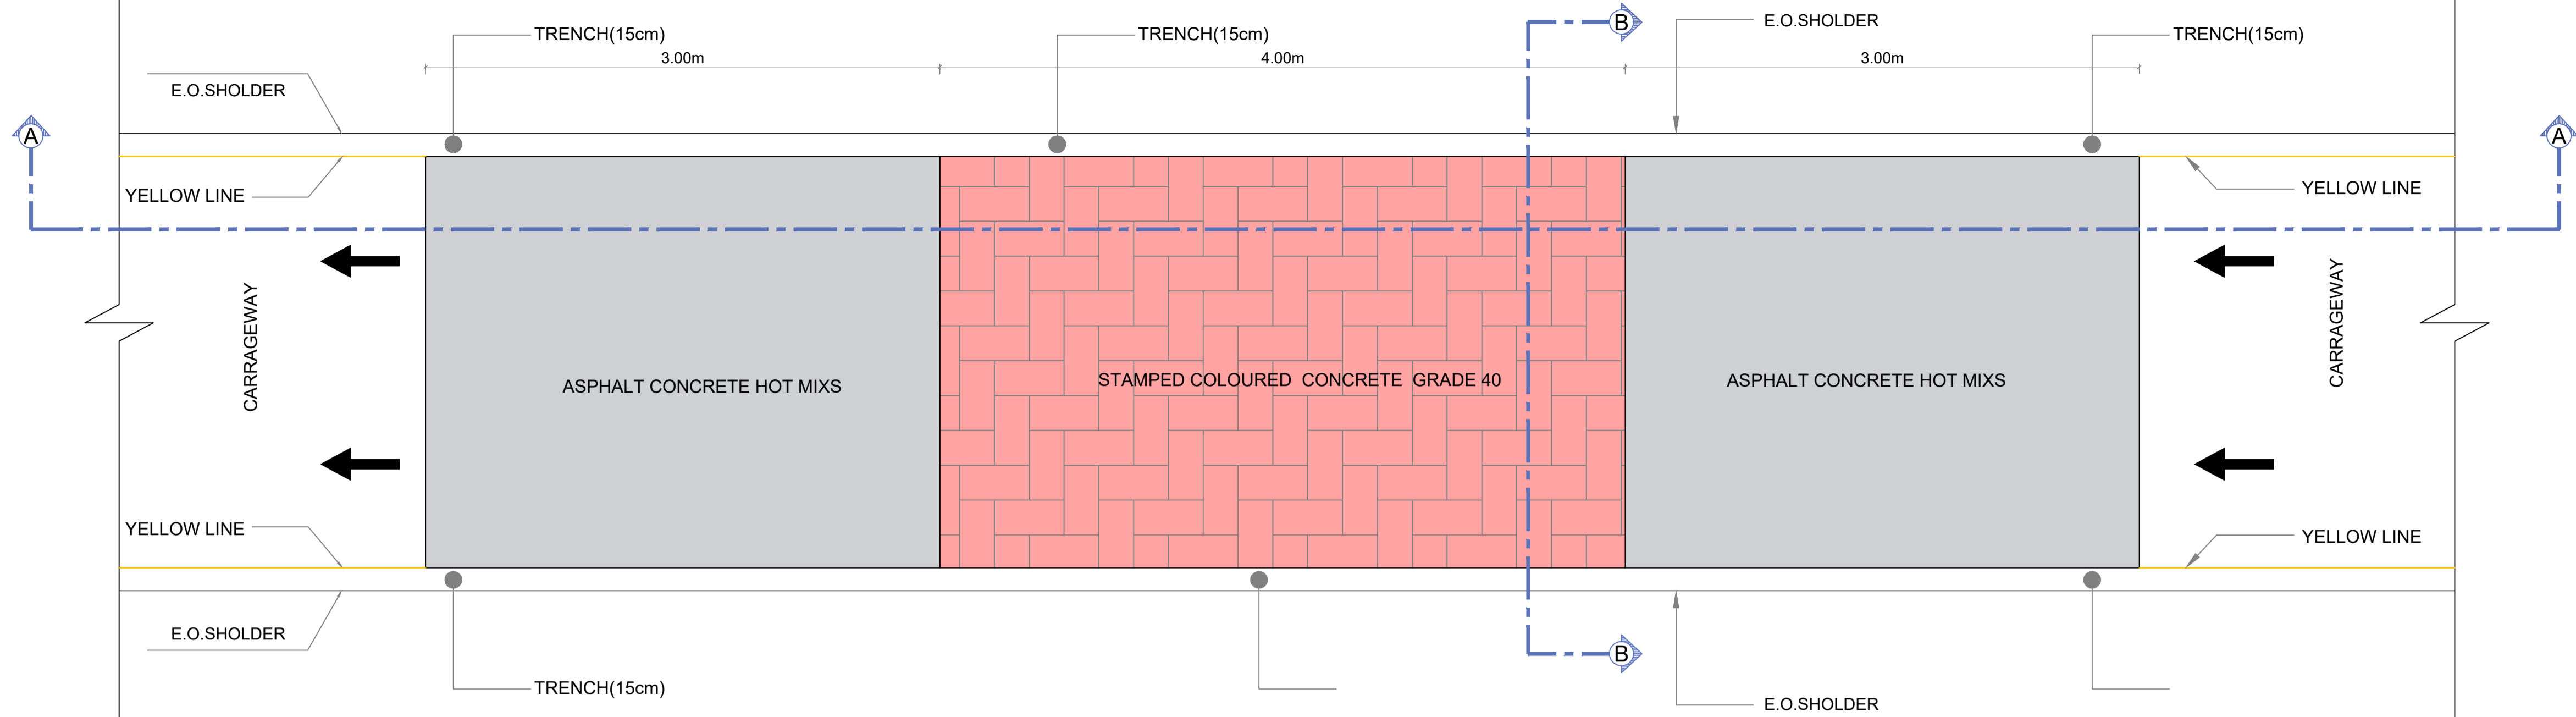 B
E.O.SHOLDER
TRENCH(15cm)
TRENCH(15cm)
TRENCH(15cm)
3.00m
4.00m
3.00m
E.O.SHOLDER
A
A
YELLOW LINE
YELLOW LINE
CARRAGEWAY
CARRAGEWAY
ASPHALT CONCRETE HOT MIXS
STAMPED COLOURED  CONCRETE  GRADE 40
ASPHALT CONCRETE HOT MIXS
YELLOW LINE
YELLOW LINE
E.O.SHOLDER
B
TRENCH(15cm)
E.O.SHOLDER